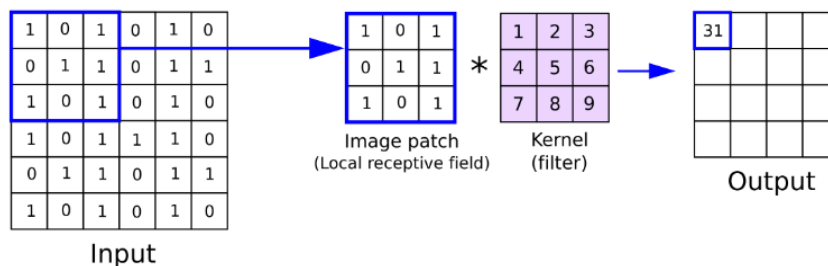 1 0 1 0 1 0
0 1 1 0 1 1
1 0 1 0 1 0
1 0 1 1 1 0
0 1 1 0 1 1
1 0 1 0 1 0
Input
1 0 1
0 1 1
1 0 1
Image patch
(Local receptive field)
*
1 2 3
4 5 6
7 8 9
Kernel
(filter)
31
Output